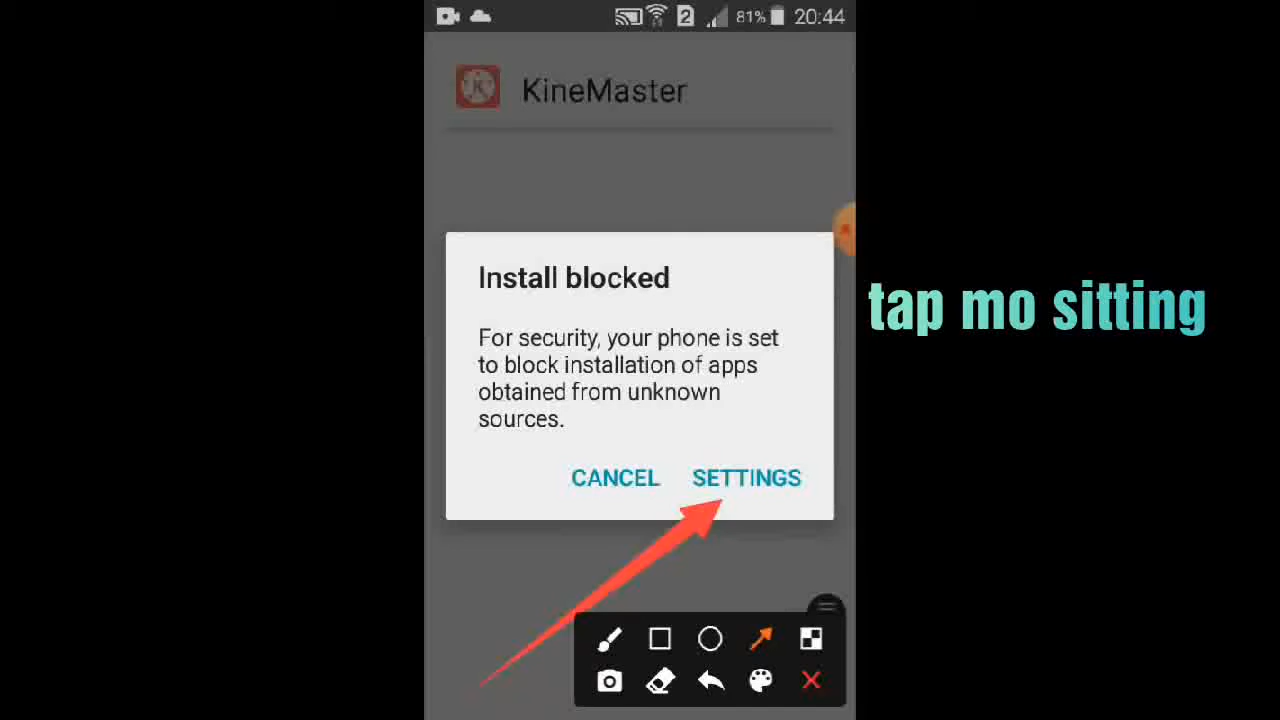 2 81% 20:44
KineMaster
Install blocked
For security, your phone is set
to block installation of apps
obtained from unknown
sources.
CANCEL SETTINGS
tap mo sitting